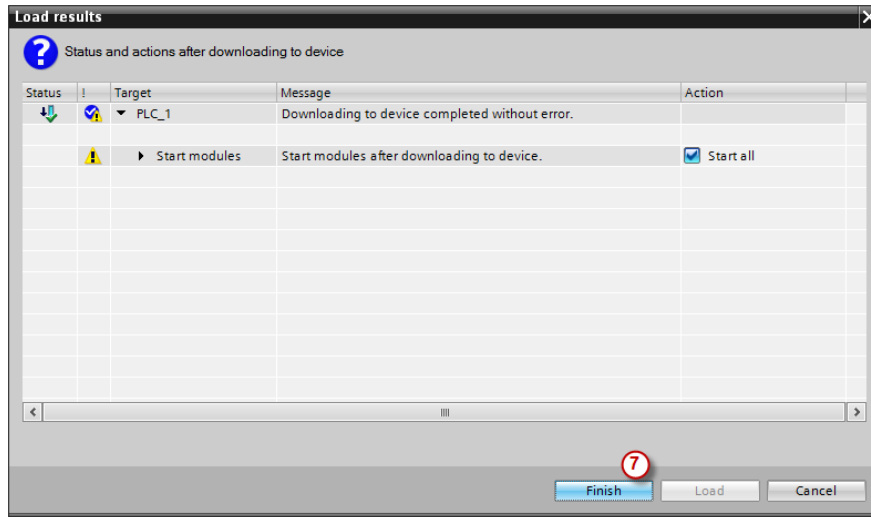 Load results
Status and actions after downloading to device
Status ! Target Message Action
PLC_1 Downloading to device completed without error.
Start modules Start modules after downloading to device. Start all
7
Finish Load Cancel